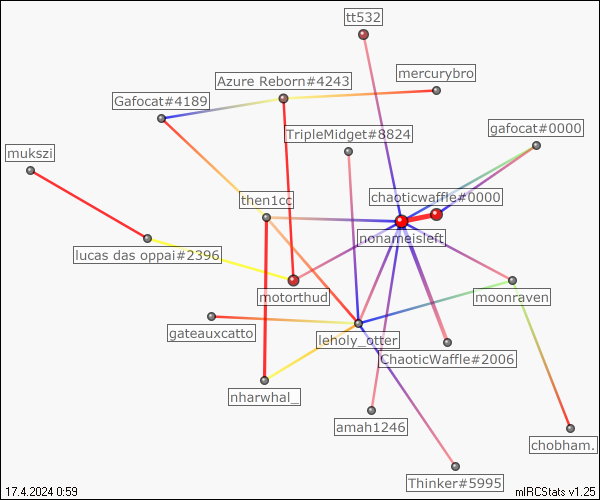 tt532
mercurybro
Azure Reborn#4243
Gafocat#4189
TripleMidget#8824
gafocat#0000
mukszi
chaoticwaffle#0000
then1cc
nonameisleft
lucas das oppai#2396
motorthud
moonraven
gateauxcatto
leholy_otter
ChaoticWaffle#2006
nharwhal_
amah1246
chobham.
Thinker#5995
17.4.2024 0:59
mIRCStats v1.25